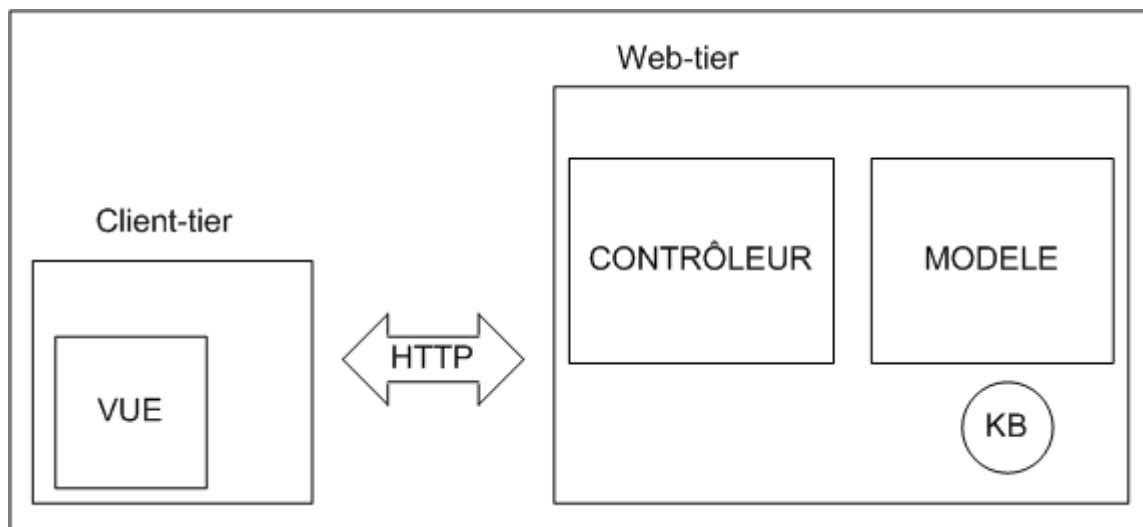 Web-tier
Client-tier
CONTRÔLEUR
MODELE
HTTP
VUE
KB